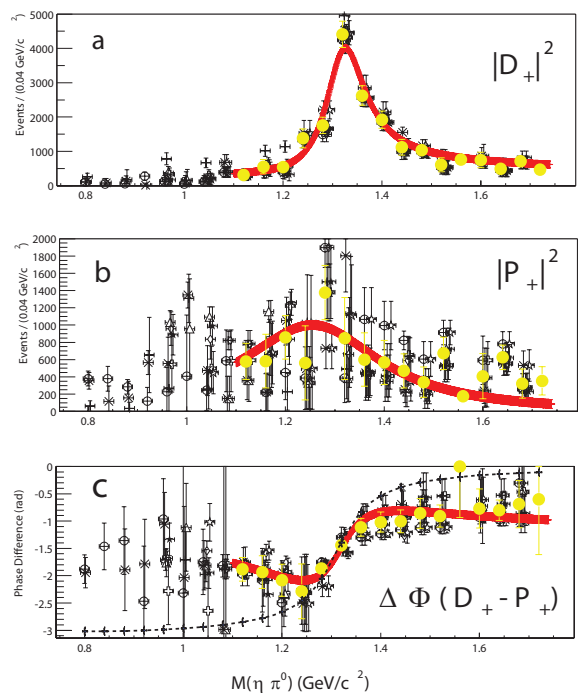 a
|D₊|²
Events / (0.04 GeV/c²)
5000
4000
3000
2000
1000
0
0.8 1 1.2 1.4 1.6
b
|P₊|²
Events / (0.04 GeV/c²)
2000
1800
1600
1400
1200
1000
800
600
400
200
0
0.8 1 1.2 1.4 1.6
C
Δ Φ (D₊ - P₊)
Phase Difference (rad)
0
-0.5
-1
-1.5
-2
-2.5
-3
0.8 1 1.2 1.4 1.6
M(η π⁰) (GeV/c²)